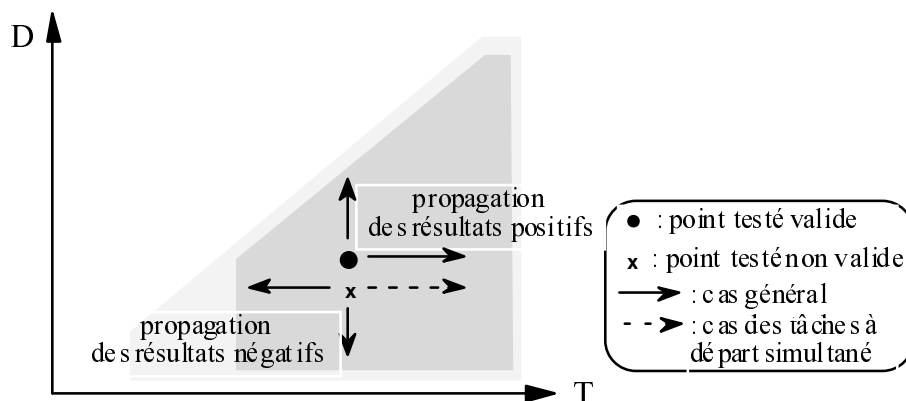 D
propagation
des résultats positifs
propagation
des résultats négatifs
T
● : point testé valide
x : point testé non valide
: cas général
: cas des tâches à
départ simultané